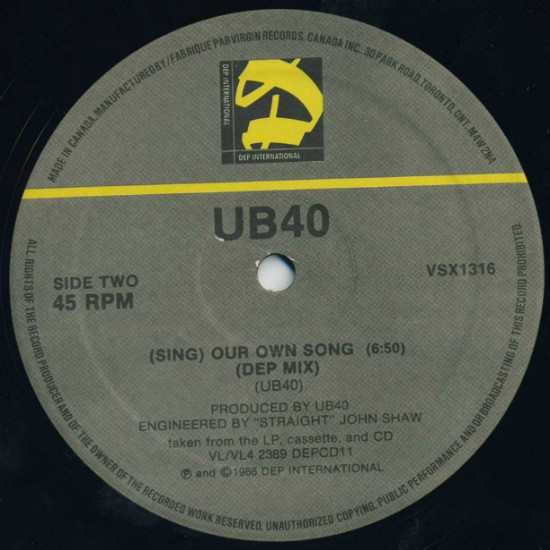 MADE IN CANADA. MANUFACTURED BY/FABRIQUE PAR VIRGIN RECORDS, CANADA INC. 30 PARK ROAD, TORONTO, ONT. M4W 2N4
DEP INTERNATIONAL
DEP INTERNATIONAL
UB40
SIDE TWO
45 RPM
VSX1316
(SING) OUR OWN SONG (6:50)
(DEP MIX)
(UB40)
PRODUCED BY UB40
ENGINEERED BY "STRAIGHT" JOHN SHAW
taken from the LP, cassette, and CD
VL/VL4 2389 DEPCD11
℗ and © 1986 DEP INTERNATIONAL
ALL RIGHTS OF THE RECORD PRODUCER AND OF THE OWNER OF THE RECORDED WORK RESERVED, UNAUTHORIZED COPYING, PUBLIC PERFORMANCE AND OR BROADCASTING OF THIS RECORD PROHIBITED.